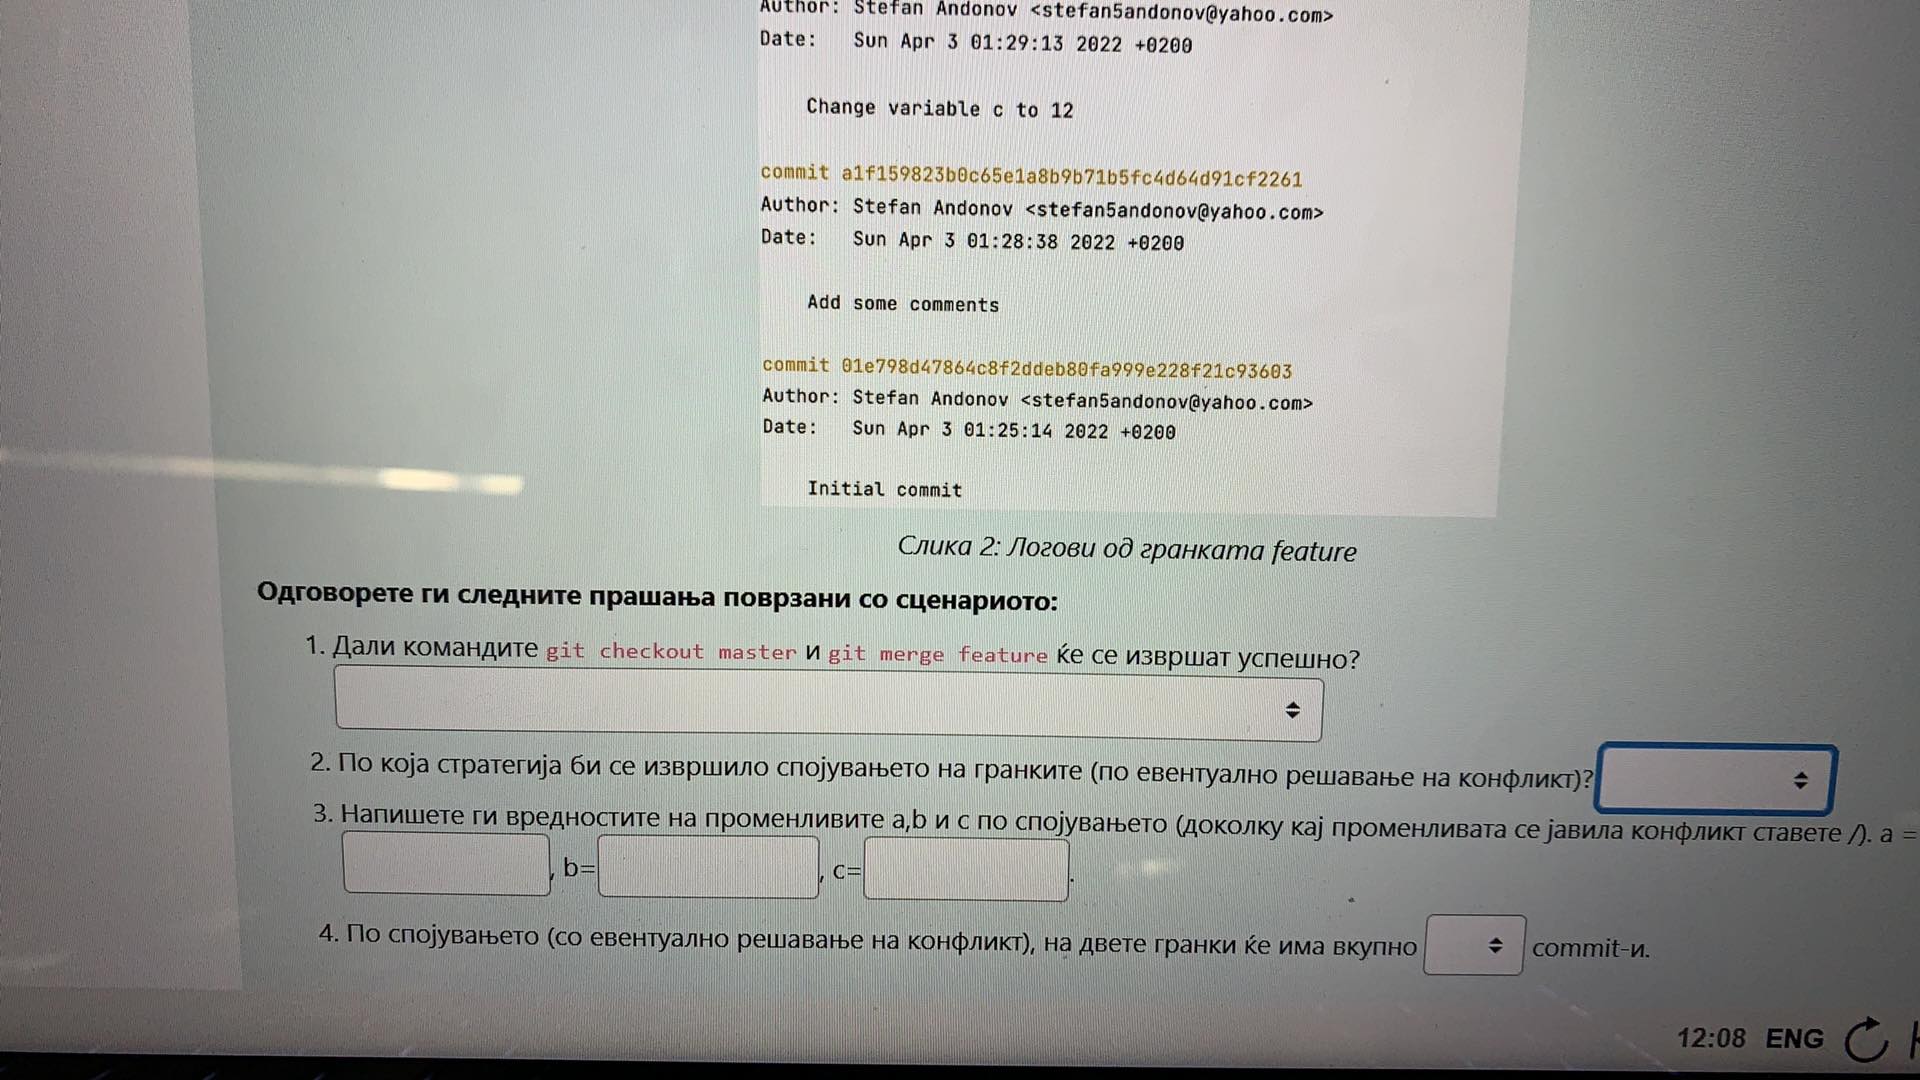 Author: Stefan Andonov <stefan5andonov@yahoo.com>
Date: Sun Apr 3 01:29:13 2022 +0200
Change variable c to 12
commit a1f159823b0c65e1a8b9b71b5fc4d64d91cf2261
Author: Stefan Andonov <stefan5andonov@yahoo.com>
Date: Sun Apr 3 01:28:38 2022 +0200
Add some comments
commit 01e798d47864c8f2ddeb80fa999e228f21c93603
Author: Stefan Andonov <stefan5andonov@yahoo.com>
Date: Sun Apr 3 01:25:14 2022 +0200
Initial commit
Слика 2: Логови од гранката feature
Одговорете ги следните прашања поврзани со сценариото:
1. Дали командите git checkout master и git merge feature ќе се извршат успешно?
2. По која стратегија би се извршило спојувањето на гранките (по евентуално решавање на конфликт)?
3. Напишете ги вредностите на променливите a,b и c по спојувањето (доколку кај променливата се јавила конфликт ставете /). a =
, b= , c= .
4. По спојувањето (со евентуално решавање на конфликт), на двете гранки ќе има вкупно commit-и.
12:08 ENG